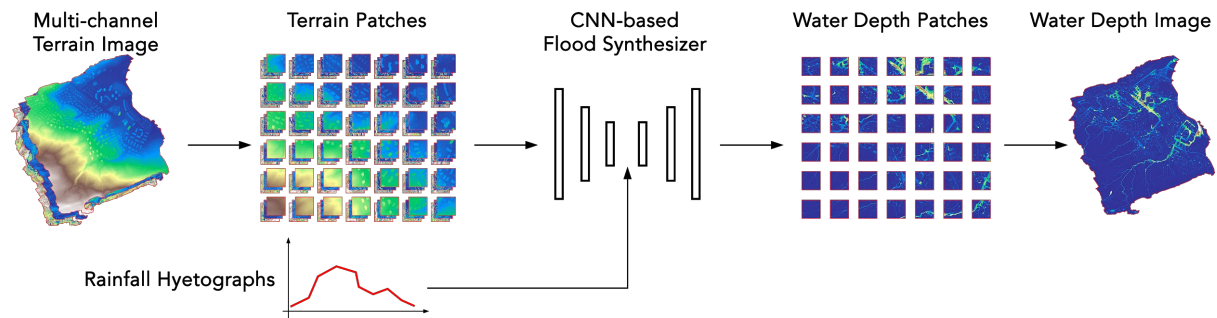 Multi-channel
Terrain Image
Terrain Patches
CNN-based
Flood Synthesizer
Water Depth Patches
Water Depth Image
Rainfall Hyetographs